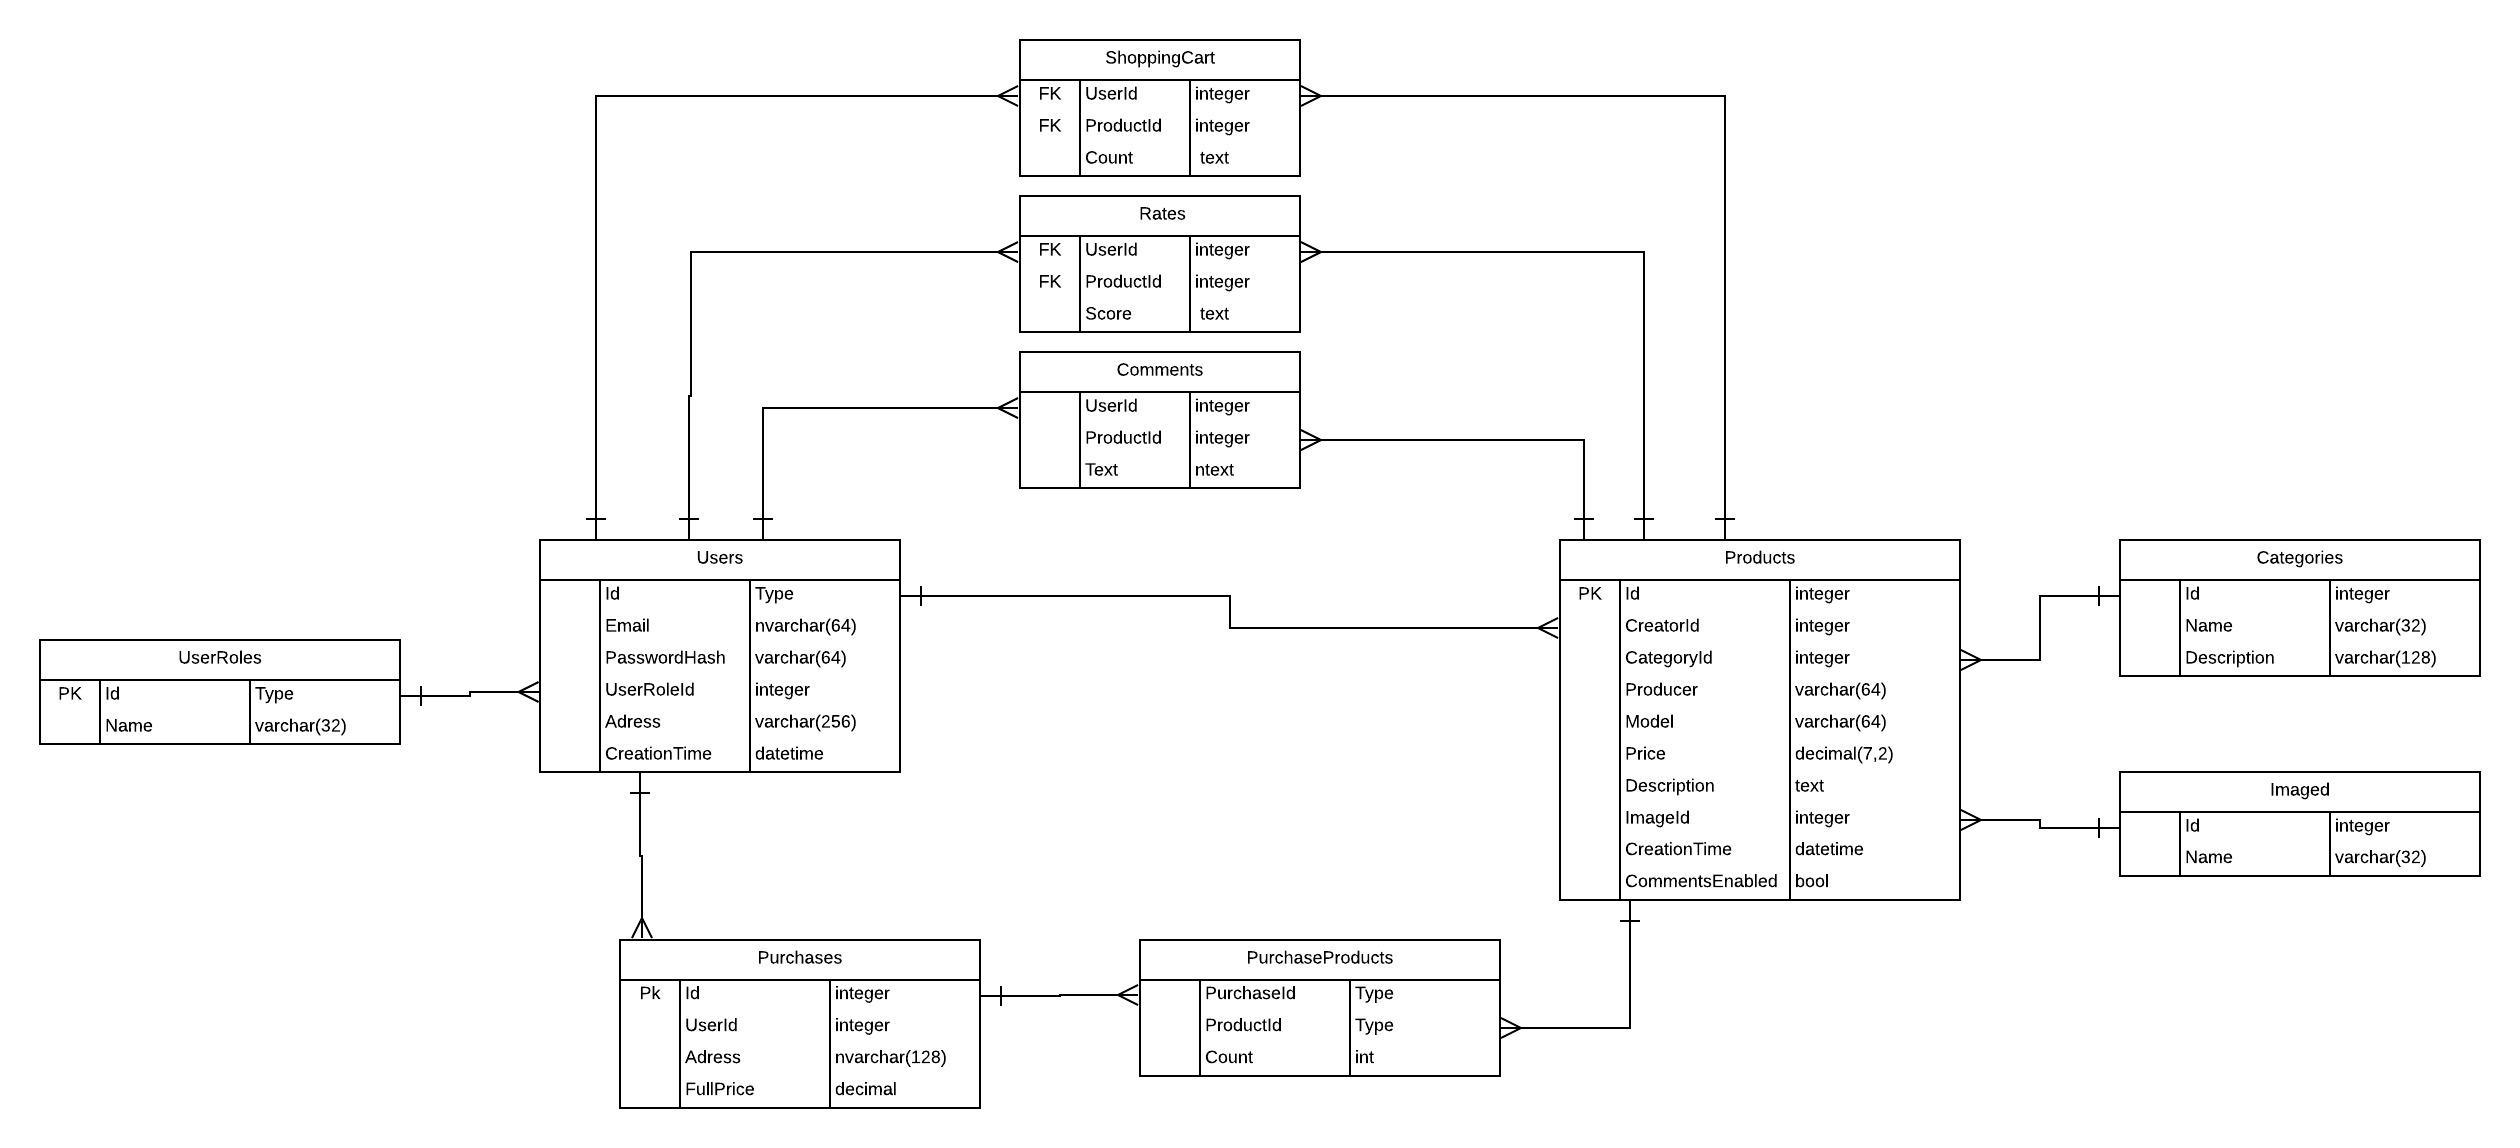 ShoppingCart
FK UserId integer
FK ProductId integer
Count text
Rates
FK UserId integer
FK ProductId integer
Score text
Comments
UserId integer
ProductId integer
Text ntext
Users
Id Type
Email nvarchar(64)
PasswordHash varchar(64)
UserRoleId integer
Adress varchar(256)
CreationTime datetime
Products
PK Id integer
CreatorId integer
CategoryId integer
Producer varchar(64)
Model varchar(64)
Price decimal(7,2)
Description text
ImageId integer
CreationTime datetime
CommentsEnabled bool
Categories
Id integer
Name varchar(32)
Description varchar(128)
UserRoles
PK Id Type
Name varchar(32)
Imaged
Id integer
Name varchar(32)
Purchases
Pk Id integer
UserId integer
Adress nvarchar(128)
FullPrice decimal
PurchaseProducts
PurchaseId Type
ProductId Type
Count int